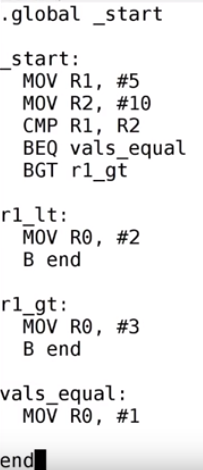 .global _start
_start:
MOV R1, #5
MOV R2, #10
CMP R1, R2
BEQ vals_equal
BGT r1_gt
r1_lt:
MOV R0, #2
B end
r1_gt:
MOV R0, #3
B end
vals_equal:
MOV R0, #1
end